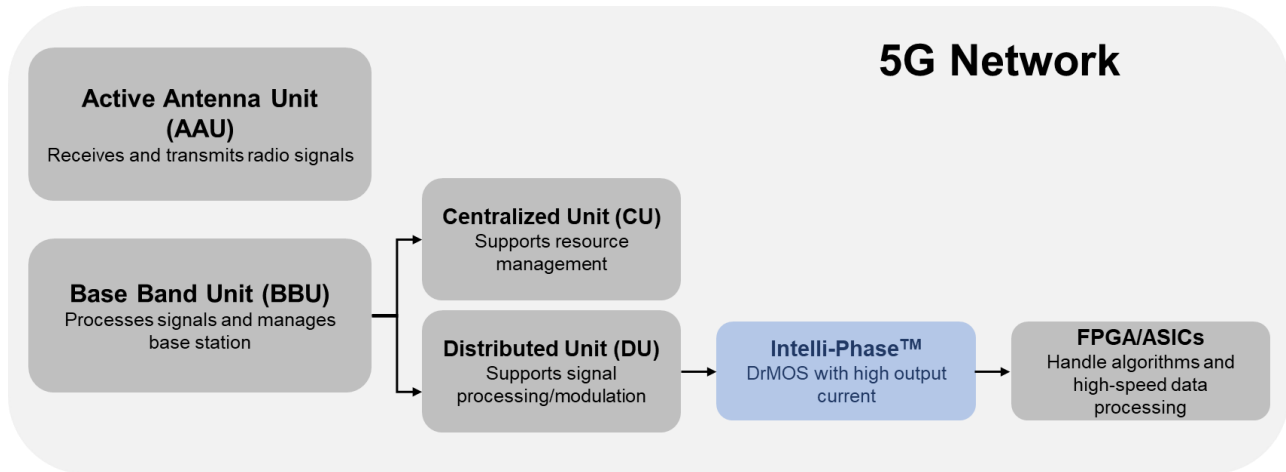 5G Network
Active Antenna Unit
(AAU)
Receives and transmits radio signals
Base Band Unit (BBU)
Processes signals and manages
base station
Centralized Unit (CU)
Supports resource
management
Distributed Unit (DU)
Supports signal
processing/modulation
Intelli-Phase™
DrMOS with high output
current
FPGA/ASICs
Handle algorithms and
high-speed data
processing